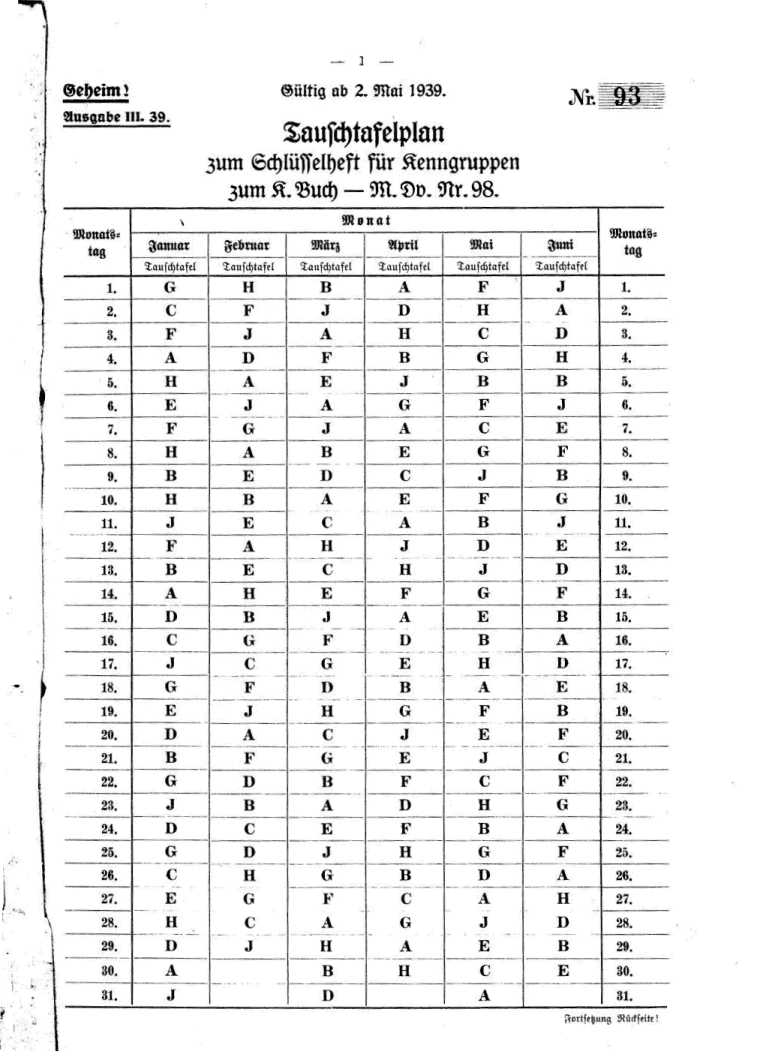 — 1 —
Geheim! Gültig ab 2. Mai 1939. Nr. 93
Ausgabe III. 39.
Tauschtafelplan
zum Schlüsselheft für Kenngruppen
zum K. Buch — M. Dv. Nr. 98.
Monats= Monat Monats=
tag Januar Februar März April Mai Juni tag
Tauschtafel Tauschtafel Tauschtafel Tauschtafel Tauschtafel Tauschtafel
1. G H B A F J 1.
2. C F J D H A 2.
3. F J A H C D 3.
4. A D F B G H 4.
5. H A E J B B 5.
6. E J A G F J 6.
7. F G J A C E 7.
8. H A B E G F 8.
9. B E D C J B 9.
10. H B A E F G 10.
11. J E C A B J 11.
12. F A H J D E 12.
13. B E C H J D 13.
14. A H E F G F 14.
15. D B J A E B 15.
16. C G F D B A 16.
17. J C G E H D 17.
18. G F D B A E 18.
19. E J H G F B 19.
20. D A C J E F 20.
21. B F G E J C 21.
22. G D B F C F 22.
23. J B A D H G 23.
24. D C E F B A 24.
25. G D J H G F 25.
26. C H G B D A 26.
27. E G F C A H 27.
28. H C A G J D 28.
29. D J H A E B 29.
30. A B H C E 30.
31. J D A 31.
Fortsetzung Rückseite!